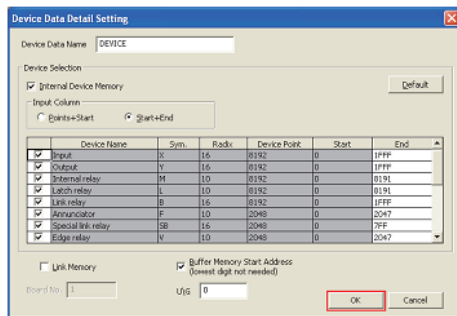 Device Data Detail Setting
Device Data Name DEVICE
Device Selection
Internal Device Memory
Default
Input Column
Points+Start Start+End
Device Name Sym. Radix Device Point Start End
Input X 16 8192 0 1FFF
Output Y 16 8192 0 1FFF
Internal relay M 10 8192 0 8191
Latch relay L 10 8192 0 8191
Link relay B 16 8192 0 1FFF
Annunciator F 10 2048 0 2047
Special link relay SB 16 2048 0 7FF
Edge relay V 10 2048 0 2047
Link Memory
Buffer Memory Start Address
(lowest digit not needed)
Board No. 1
U\G 0
OK
Cancel